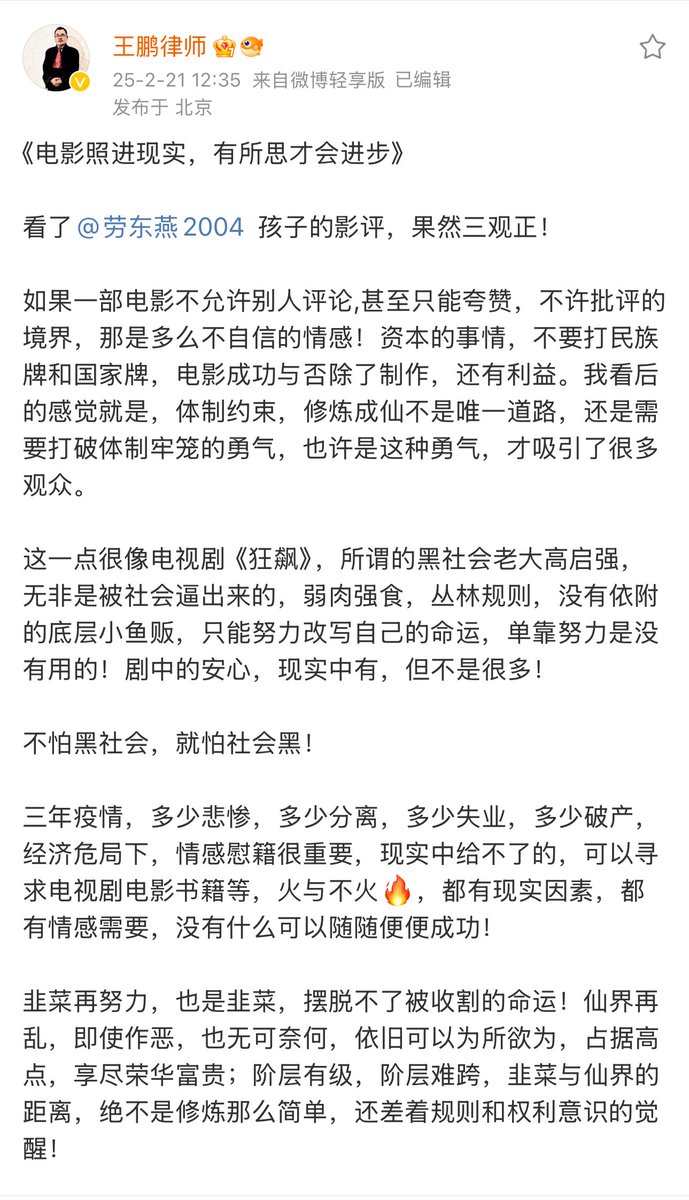 王鹏律师
25-2-21 12:35 来自微博轻享版 已编辑
发布于 北京
《电影照进现实，有所思才会进步》
看了 @劳东燕2004 孩子的影评，果然三观正！
如果一部电影不允许别人评论,甚至只能夸赞，不许批评的
境界，那是多么不自信的情感！资本的事情，不要打民族
牌和国家牌，电影成功与否除了制作，还有利益。我看后
的感觉就是，体制约束，修炼成仙不是唯一道路，还是需
要打破体制牢笼的勇气，也许是这种勇气，才吸引了很多
观众。
这一点很像电视剧《狂飙》，所谓的黑社会老大高启强，
无非是被社会逼出来的，弱肉强食，丛林规则，没有依附
的底层小鱼贩，只能努力改写自己的命运，单靠努力是没
有用的！剧中的安心，现实中有，但不是很多！
不怕黑社会，就怕社会黑！
三年疫情，多少悲惨，多少分离，多少失业，多少破产，
经济危局下，情感慰籍很重要，现实中给不了的，可以寻
求电视剧电影书籍等，火与不火🔥，都有现实因素，都
有情感需要，没有什么可以随随便便成功！
韭菜再努力，也是韭菜，摆脱不了被收割的命运！仙界再
乱，即使作恶，也无可奈何，依旧可以为所欲为，占据高
点，享尽荣华富贵；阶层有级，阶层难跨，韭菜与仙界的
距离，绝不是修炼那么简单，还差着规则和权利意识的觉
醒！